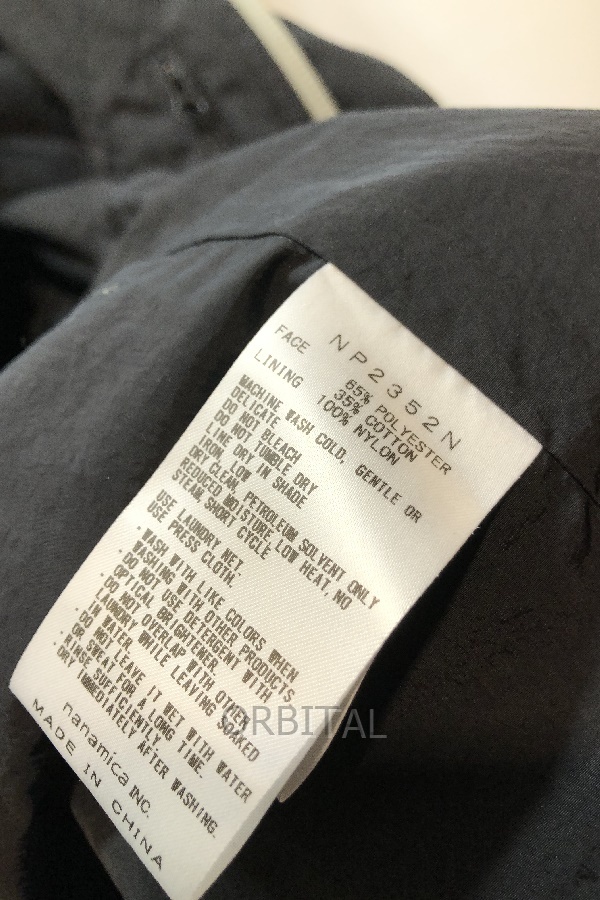 NP2352N
FACE 65% POLYESTER
35% COTTON
LINING 100% NYLON
MACHINE WASH COLD, GENTLE OR
DELICATE
DO NOT BLEACH
DO NOT TUMBLE DRY
LINE DRY IN SHADE
IRON, LOW
DRY CLEAN, PETROLEUM SOLVENT ONLY
REDUCED MOISTURE, LOW HEAT, NO
STEAM, SHORT CYCLE
USE LAUNDRY NET.
USE PRESS CLOTH.
・WASH WITH LIKE COLORS WHEN
WASHING WITH OTHER PRODUCTS.
・DO NOT USE DETERGENT WITH
OPTICAL BRIGHTENER.
・DO NOT OVERLAP WITH OTHER
LAUNDRY WHILE LEAVING SOAKED
IN WATER.
・DO NOT LEAVE IT WET WITH WATER
OR SWEAT FOR A LONG TIME.
・RINSE SUFFICIENTLY.
・DRY IMMEDIATELY AFTER WASHING.
nanamica INC.
MADE IN CHINA
ORBITAL